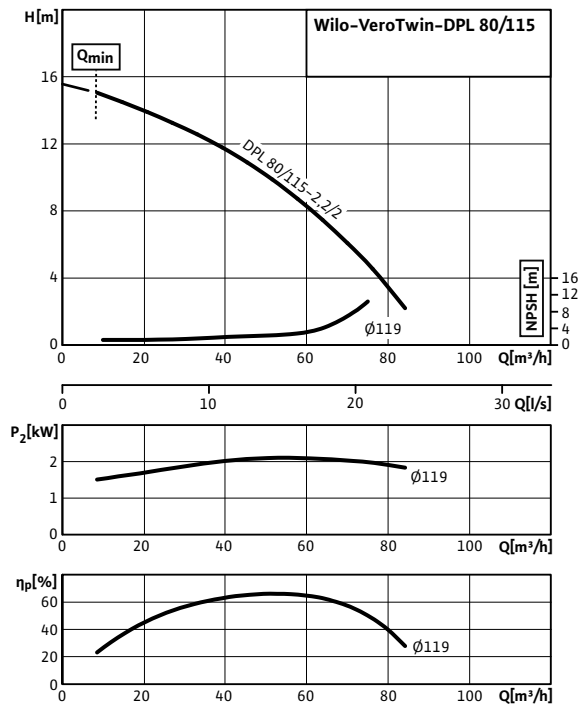 H[m]
Wilo-VeroTwin-DPL 80/115
Qmin
16
12
8
4
0
DPL 80/115-2,2/2
Ø119
NPSH [m]
16
12
8
4
0
0 20 40 60 80 100 Q[m³/h]
0 10 20 30 Q[l/s]
P₂[kW]
2
1
0
Ø119
0 20 40 60 80 100 Q[m³/h]
ηp[%]
60
40
20
0
Ø119
0 20 40 60 80 100 Q[m³/h]